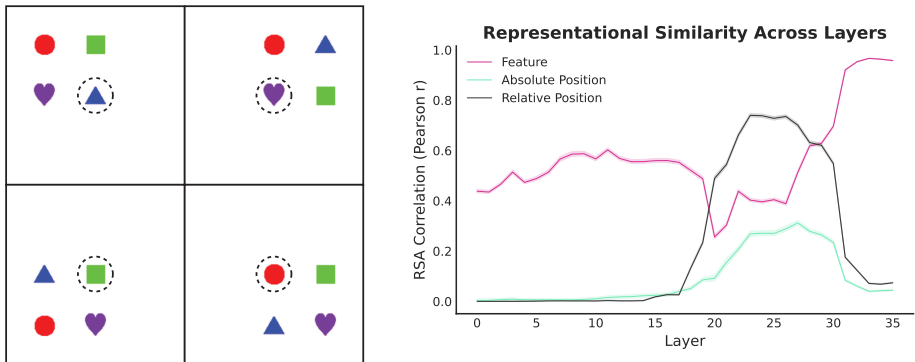 Representational Similarity Across Layers
Feature
Absolute Position
Relative Position
RSA Correlation (Pearson r)
1.0
0.8
0.6
0.4
0.2
0.0
0 5 10 15 20 25 30 35
Layer